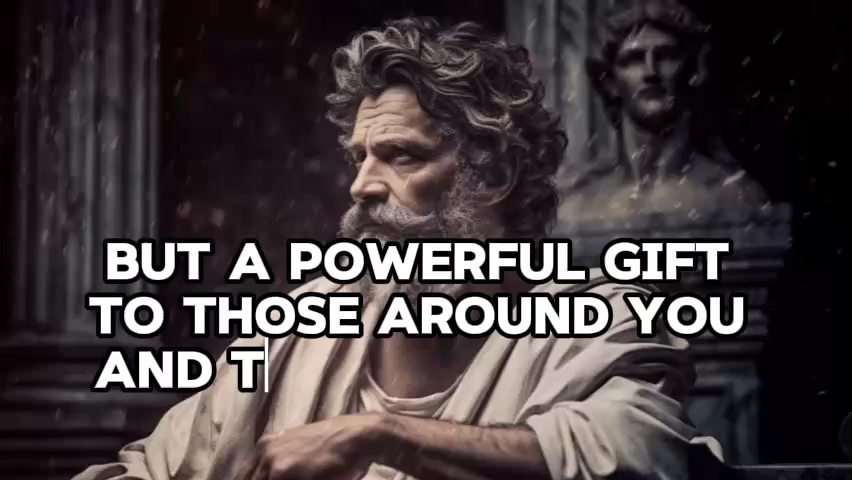 BUT A POWERFUL GIFT
TO THOSE AROUND YOU
AND T